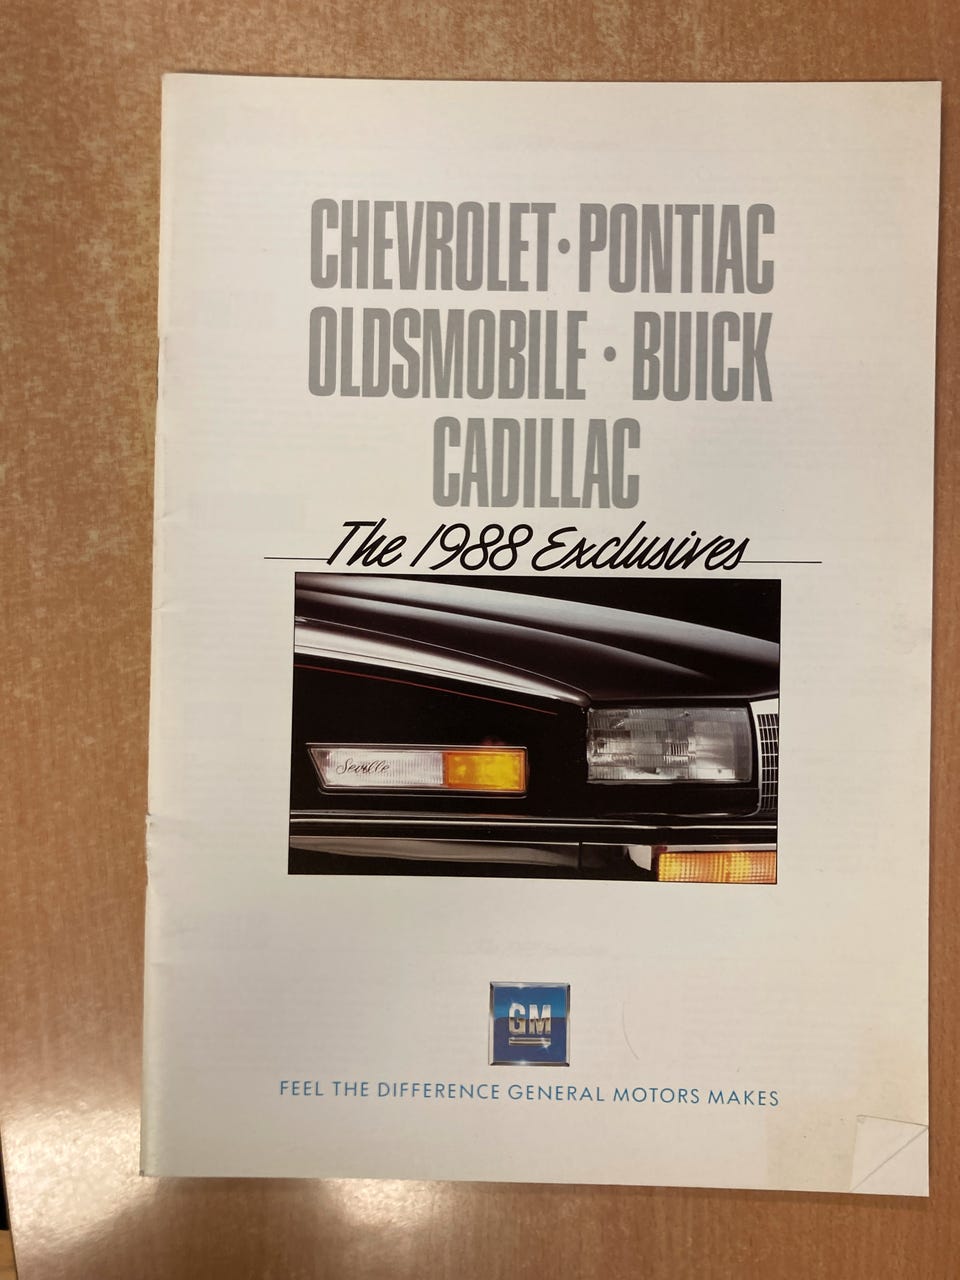 CHEVROLET · PONTIAC
OLDSMOBILE · BUICK
CADILLAC
The 1988 Exclusives
Seville
GM
FEEL THE DIFFERENCE GENERAL MOTORS MAKES